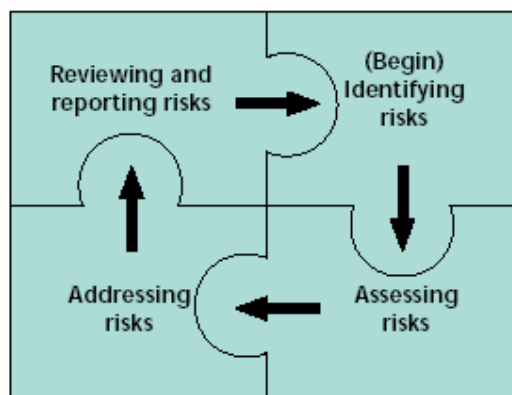 Reviewing and
reporting risks
(Begin)
Identifying
risks
Addressing
risks
Assessing
risks